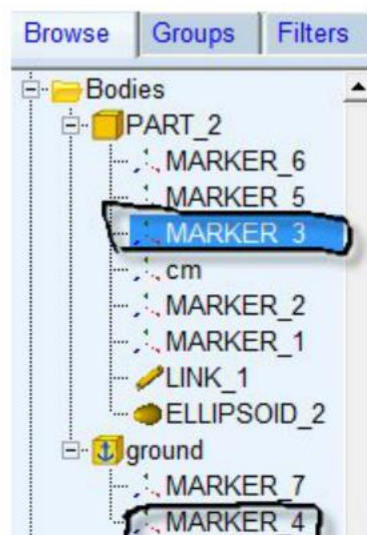 Browse Groups Filters
Bodies
PART_2
MARKER_6
MARKER_5
MARKER_3
cm
MARKER_2
MARKER_1
LINK_1
ELLIPSOID_2
ground
MARKER_7
MARKER_4